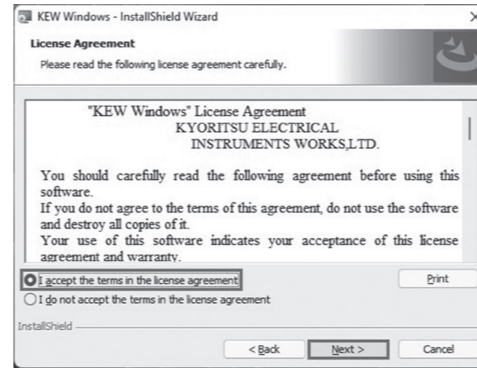 KEW Windows - InstallShield Wizard
License Agreement
Please read the following license agreement carefully.
"KEW Windows" License Agreement
KYORITSU ELECTRICAL
INSTRUMENTS WORKS,LTD.
You should carefully read the following agreement before using this
software.
If you do not agree to the terms of this agreement, do not use the software
and destroy all copies of it.
Your use of this software indicates your acceptance of this license
agreement and warranty.
I accept the terms in the license agreement
Print
I do not accept the terms in the license agreement
InstallShield
< Back
Next >
Cancel